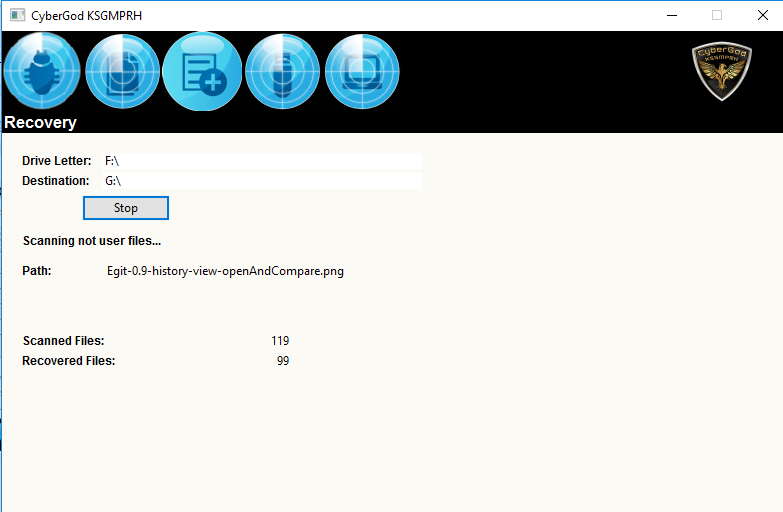 CyberGod KSGMPRH
CyberGod
KSGMPRH
Recovery
Drive Letter: F:\
Destination: G:\
Stop
Scanning not user files...
Path: Egit-0.9-history-view-openAndCompare.png
Scanned Files: 119
Recovered Files: 99